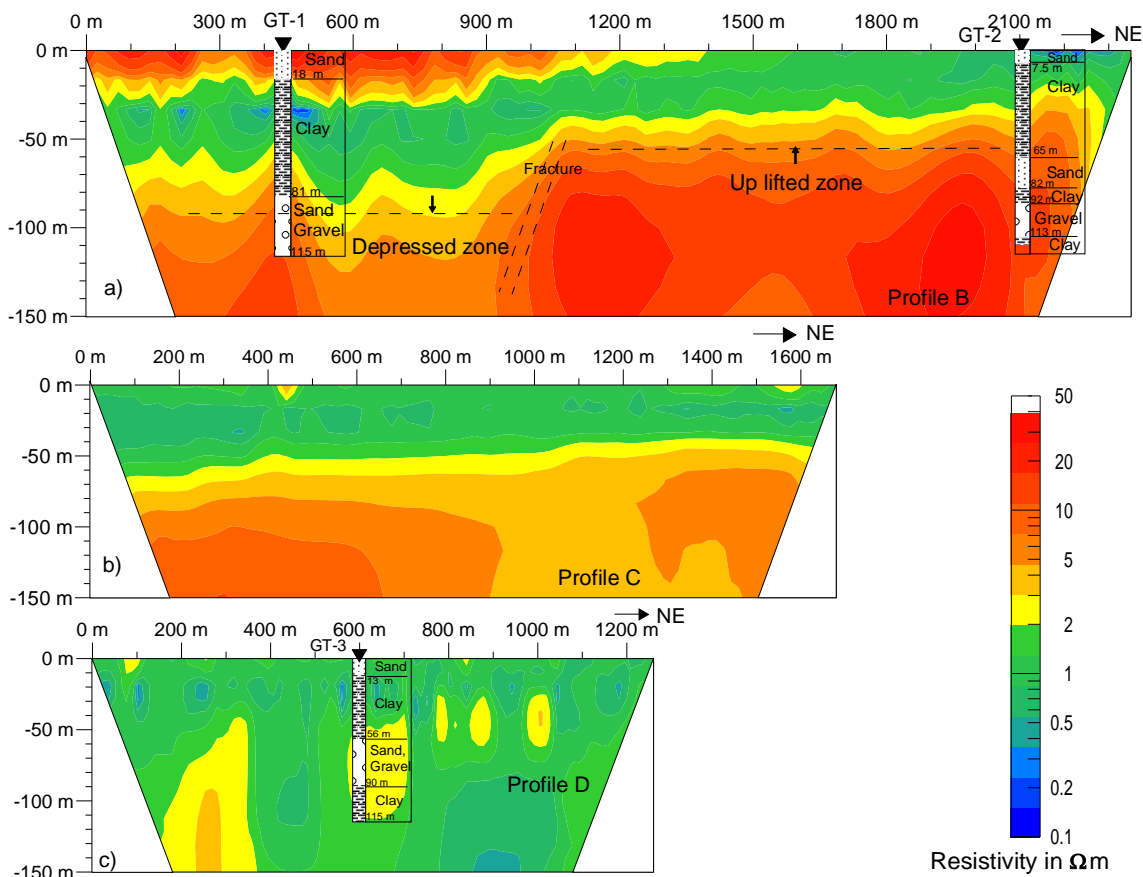 0 m 300 m GT-1 600 m 900 m 1200 m 1500 m 1800 m GT-2 2100 m NE
0 m
-50 m
-100 m
-150 m
Sand
18 m
Clay
81 m
Sand
Gravel
115 m
Depressed zone
Fracture
Up lifted zone
Sand
7.5 m
Clay
65 m
Sand
82 m
Clay
92 m
Gravel
113 m
Clay
a)
Profile B
NE
0 m 200 m 400 m 600 m 800 m 1000 m 1200 m 1400 m 1600 m
0 m
-50 m
-100 m
-150 m
b)
Profile C
NE
0 m 200 m 400 m 600 m 800 m 1000 m 1200 m
GT-3
0 m
-50 m
-100 m
-150 m
Sand
13 m
Clay
56 m
Sand,
Gravel
90 m
Clay
115 m
Profile D
c)
50
20
10
5
2
1
0.5
0.2
0.1
Resistivity in Ωm